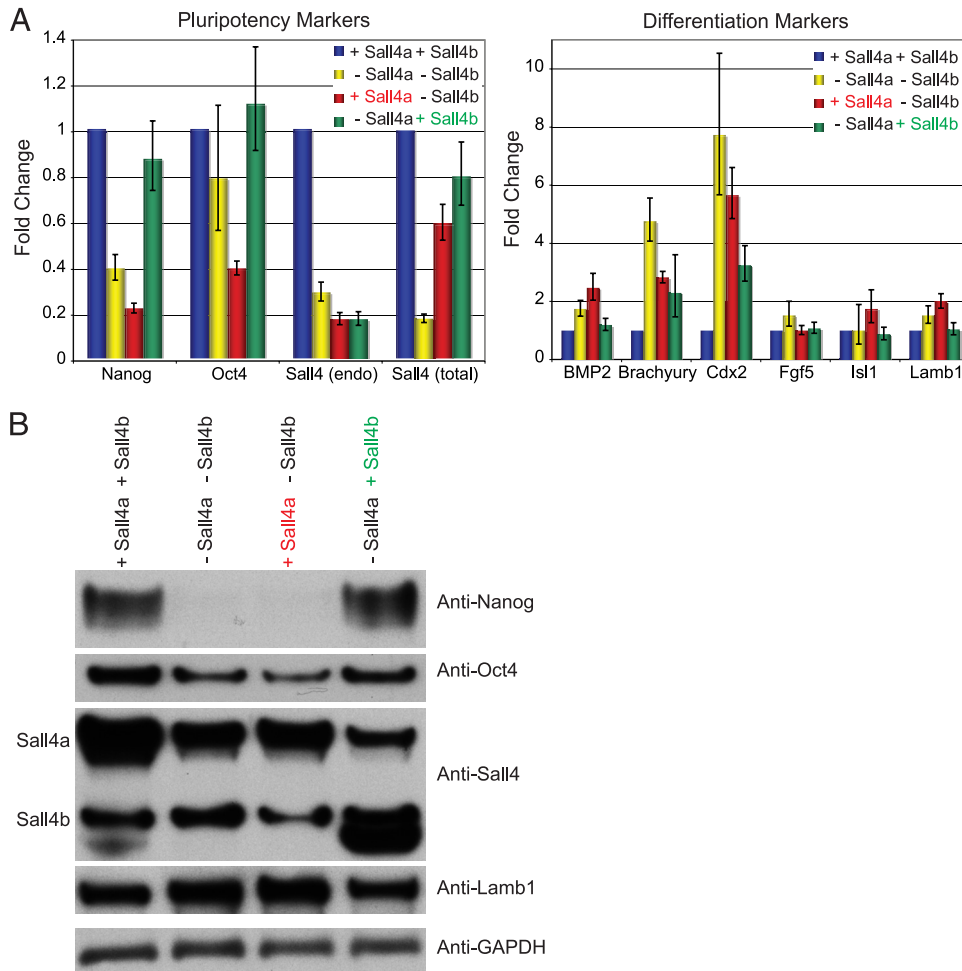 A
Pluripotency Markers
Fold Change
1.4
1.2
1
0.8
0.6
0.4
0.2
0
+ Sall4a + Sall4b
- Sall4a - Sall4b
+ Sall4a - Sall4b
- Sall4a + Sall4b
Nanog Oct4 Sall4 (endo) Sall4 (total)
Differentiation Markers
Fold Change
10
8
6
4
2
0
+ Sall4a + Sall4b
- Sall4a - Sall4b
+ Sall4a - Sall4b
- Sall4a + Sall4b
BMP2 Brachyury Cdx2 Fgf5 Isl1 Lamb1
B
+ Sall4a + Sall4b
- Sall4a - Sall4b
+ Sall4a - Sall4b
- Sall4a + Sall4b
Anti-Nanog
Anti-Oct4
Sall4a
Anti-Sall4
Sall4b
Anti-Lamb1
Anti-GAPDH